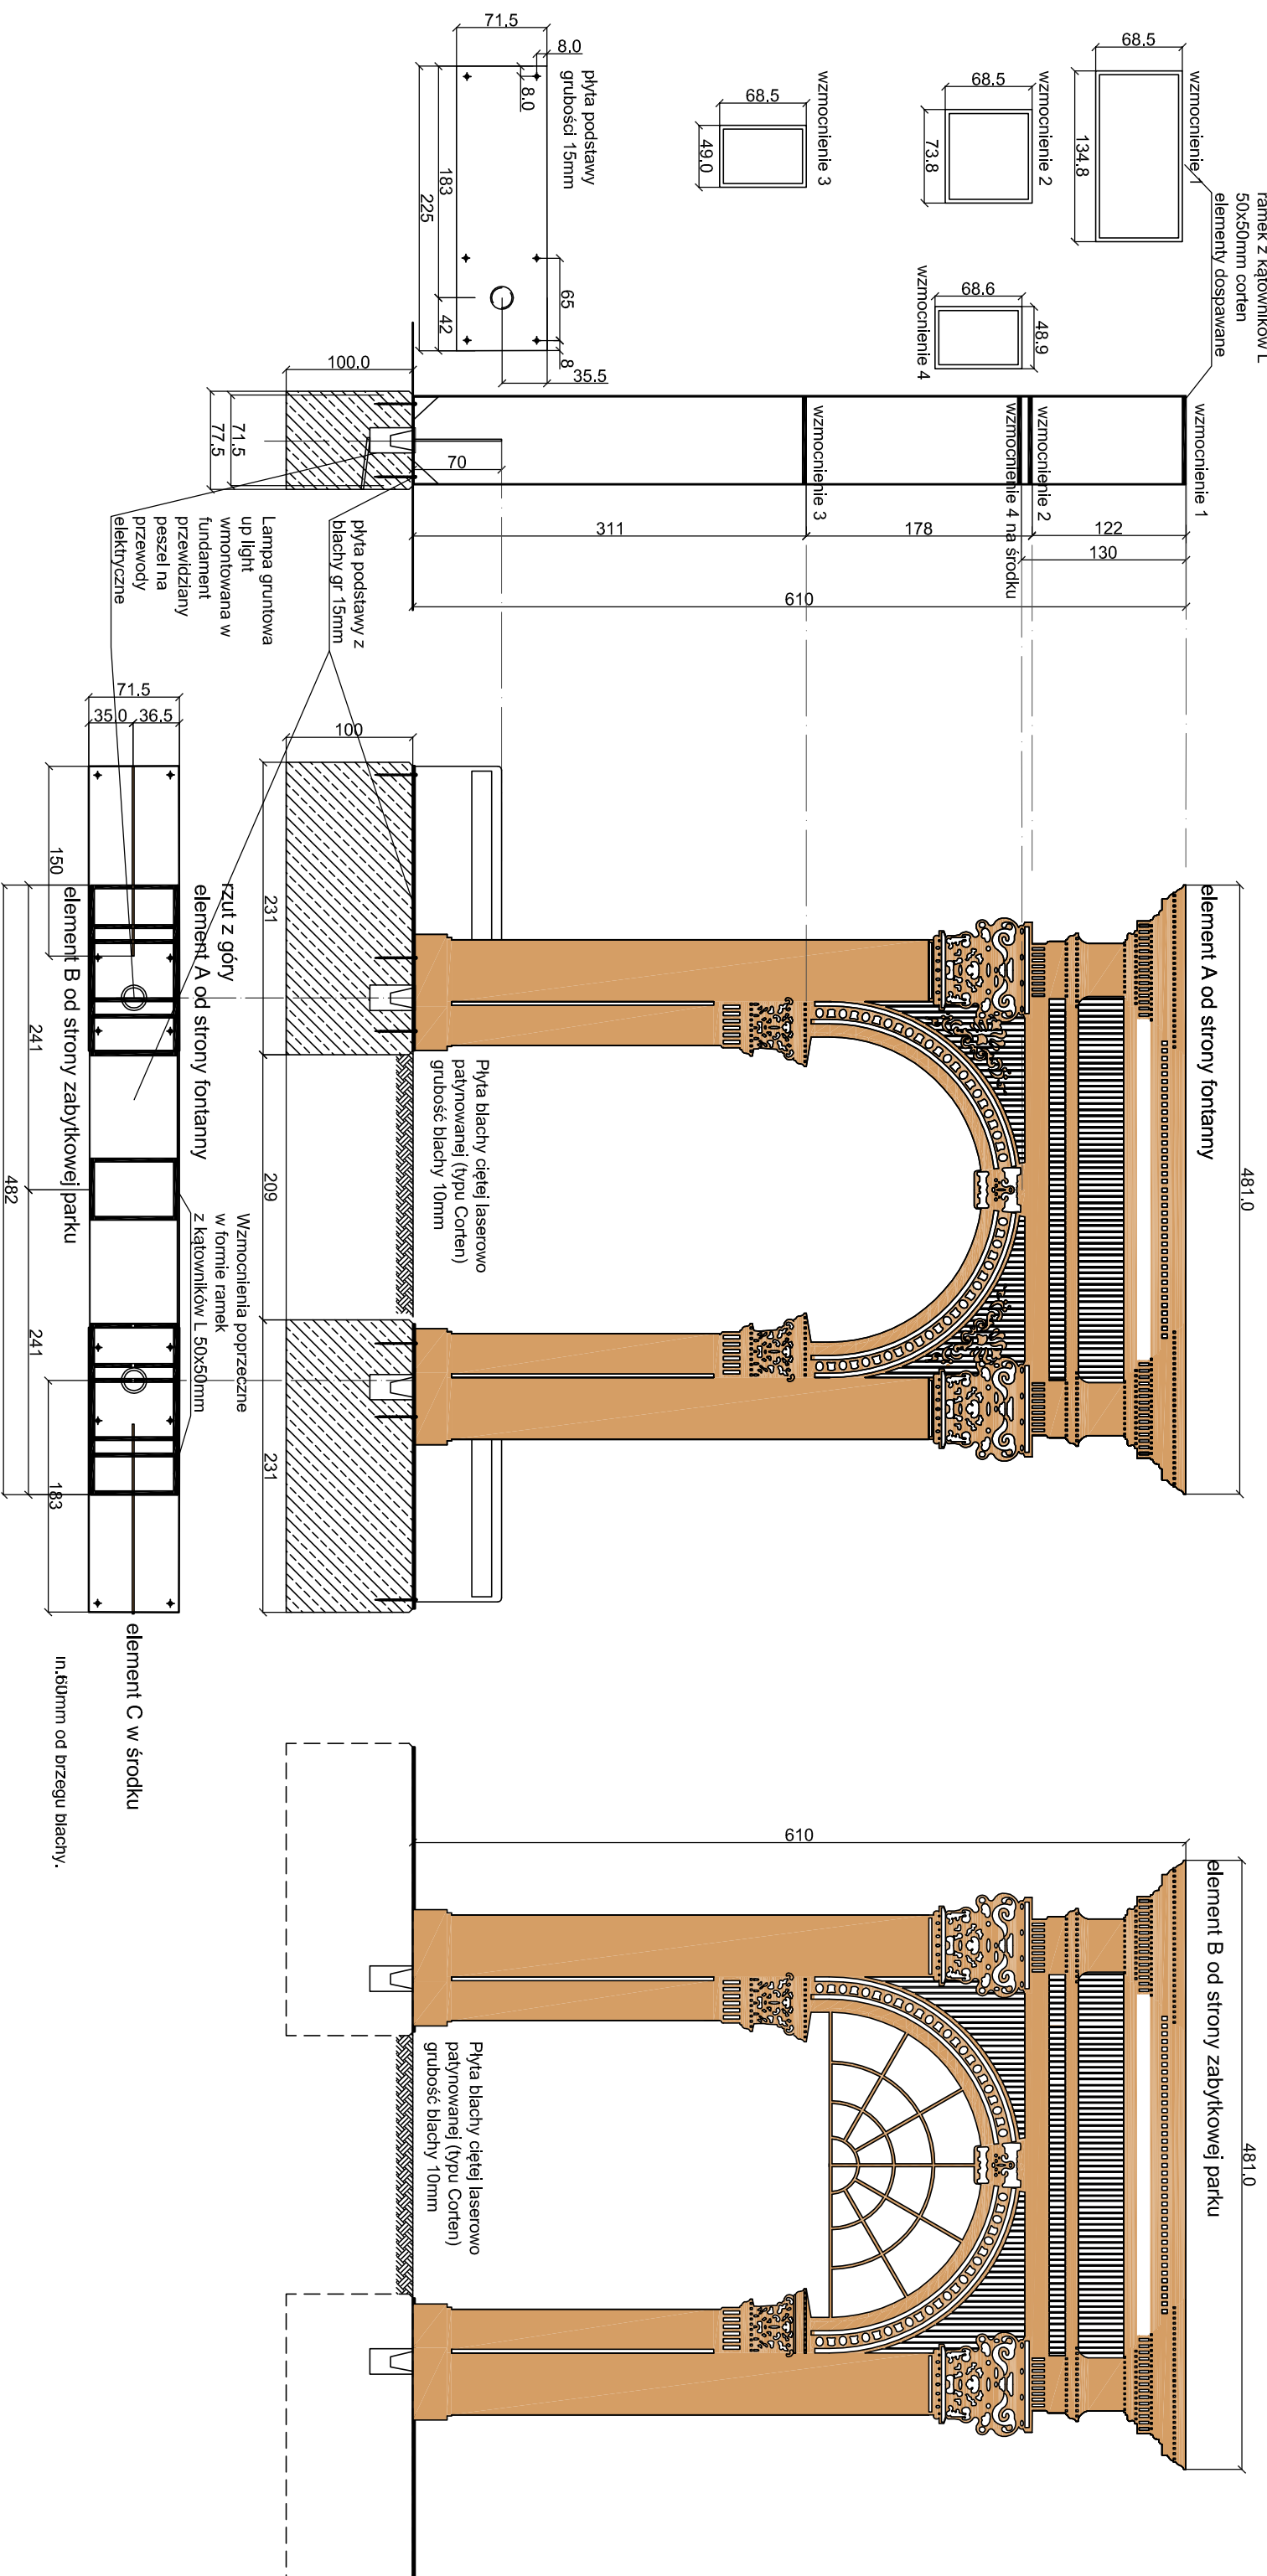 ramek z kątowników L
50x50mm corten
elementy dospawane
wzmocnienie 1
68.5
134.8
wzmocnienie 2
68.5
73.8
wzmocnienie 3
68.5
49.0
wzmocnienie 4
68.6
48.9
płyta podstawy
grubości 15mm
71.5
8.0
8.0
183
225
65
42
8
35.5
wzmocnienie 1
wzmocnienie 2
wzmocnienie 4 na środku
wzmocnienie 3
122
130
178
311
610
70
100.0
71.5
77.5
płyta podstawy z
blachy gr 15mm
Lampa gruntowa
up light
wmontowana w
fundament
przewidziany
peszel na
przewody
elektryczne
element A od strony fontanny
481.0
100
231
209
231
Płyta blachy ciętej laserowo
patynowanej (typu Corten)
grubość blachy 10mm
rzut z góry
element A od strony fontanny
element B od strony zabytkowej parku
71.5
35.0
36.5
150
241
241
482
183
Wzmocnienia poprzeczne
w formie ramek
z kątowników L 50x50mm
element C w środku
in.60mm od brzegu blachy.
element B od strony zabytkowej parku
481.0
610
Płyta blachy ciętej laserowo
patynowanej (typu Corten)
grubość blachy 10mm